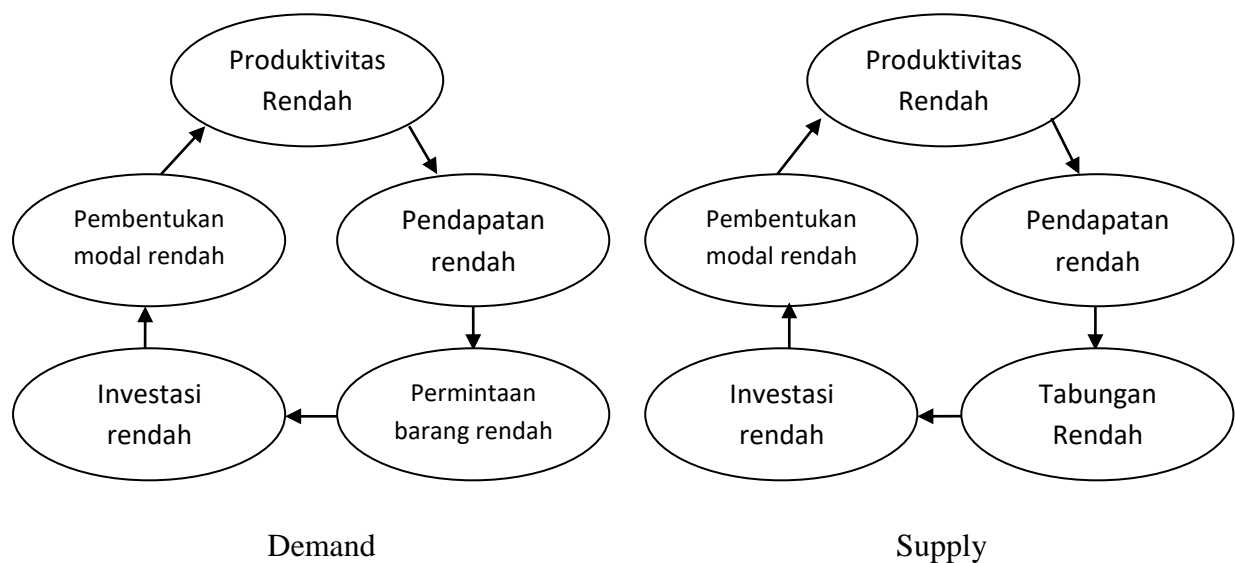 Produktivitas
Rendah
Pendapatan
rendah
Permintaan
barang rendah
Investasi
rendah
Pembentukan
modal rendah
Demand
Produktivitas
Rendah
Pendapatan
rendah
Tabungan
Rendah
Investasi
rendah
Pembentukan
modal rendah
Supply